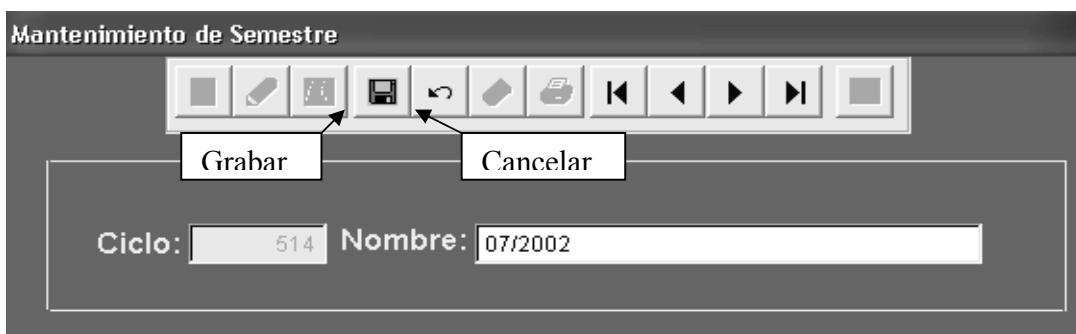 Mantenimiento de Semestre
Grabar Cancelar
Ciclo: 514 Nombre: 07/2002